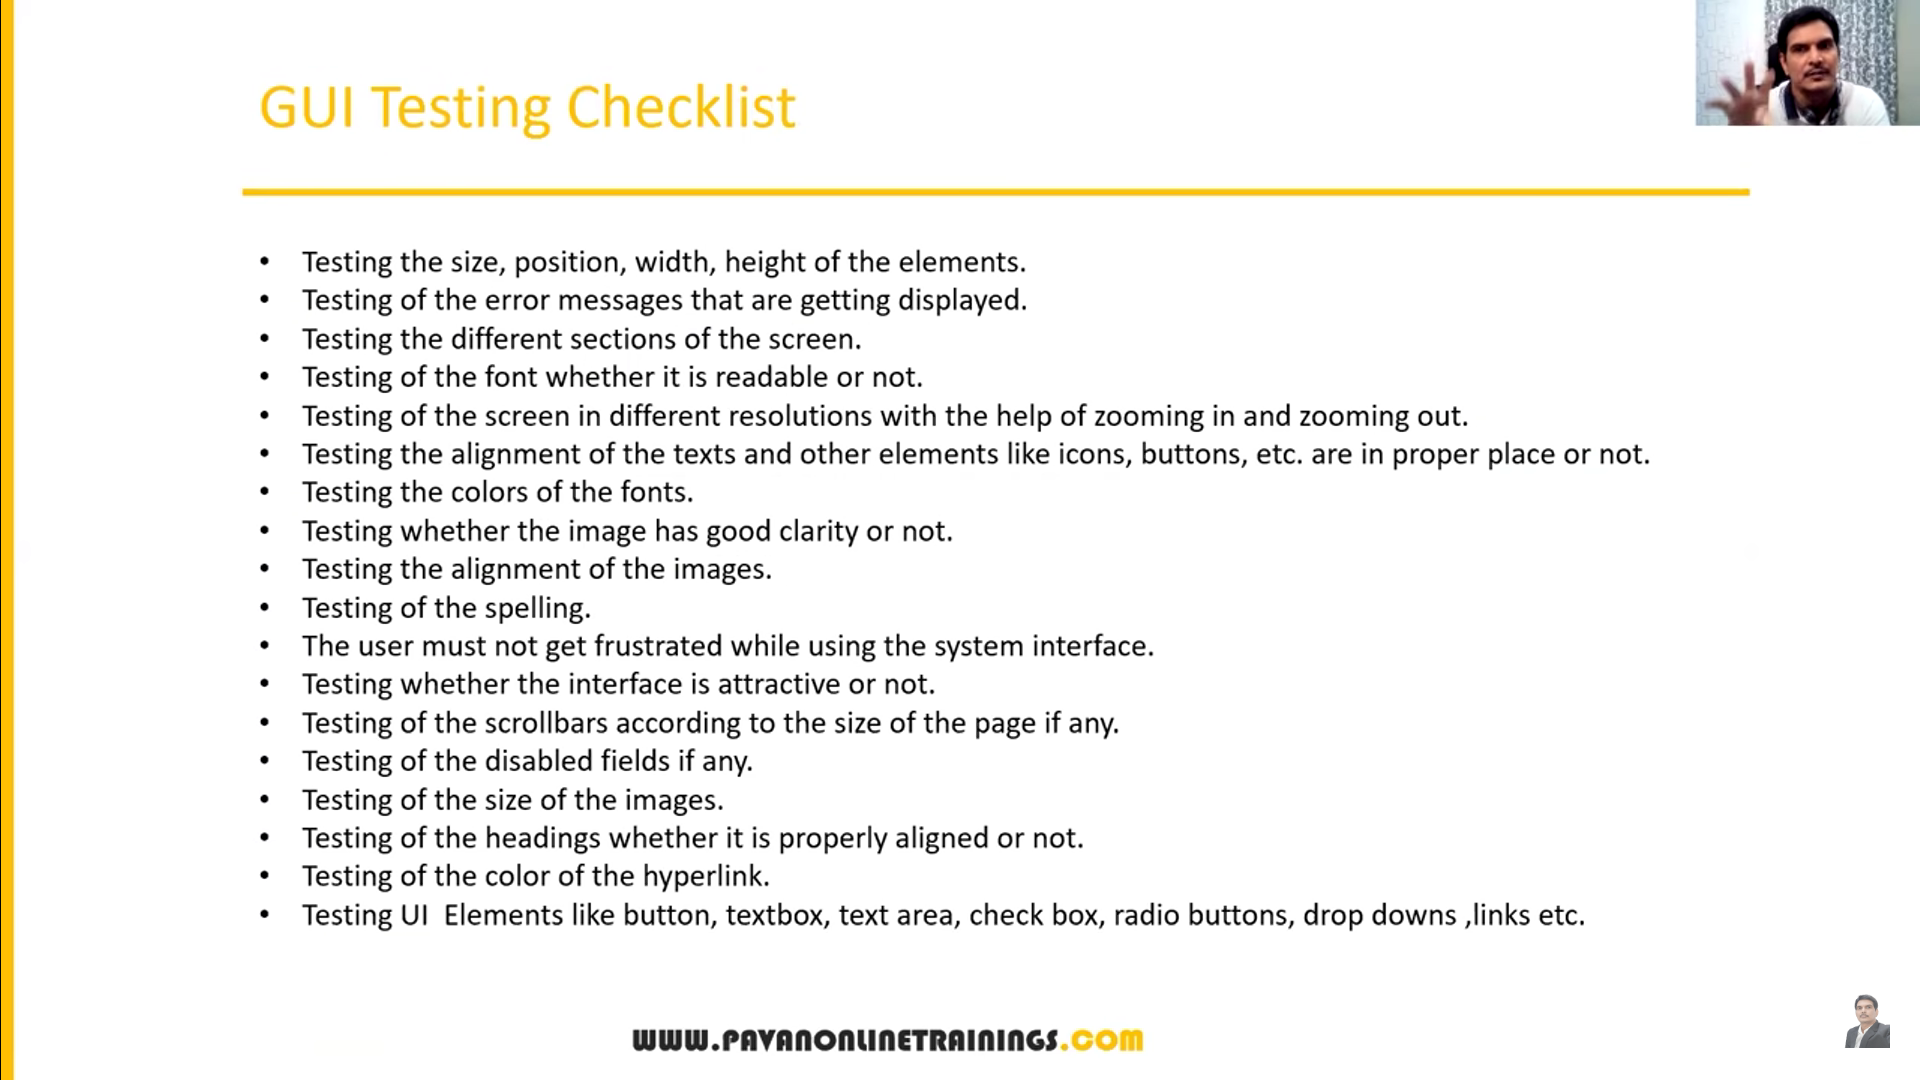 GUI Testing Checklist
• Testing the size, position, width, height of the elements.
• Testing of the error messages that are getting displayed.
• Testing the different sections of the screen.
• Testing of the font whether it is readable or not.
• Testing of the screen in different resolutions with the help of zooming in and zooming out.
• Testing the alignment of the texts and other elements like icons, buttons, etc. are in proper place or not.
• Testing the colors of the fonts.
• Testing whether the image has good clarity or not.
• Testing the alignment of the images.
• Testing of the spelling.
• The user must not get frustrated while using the system interface.
• Testing whether the interface is attractive or not.
• Testing of the scrollbars according to the size of the page if any.
• Testing of the disabled fields if any.
• Testing of the size of the images.
• Testing of the headings whether it is properly aligned or not.
• Testing of the color of the hyperlink.
• Testing UI  Elements like button, textbox, text area, check box, radio buttons, drop downs ,links etc.
WWW.PAVANONLINETRAININGS.COM